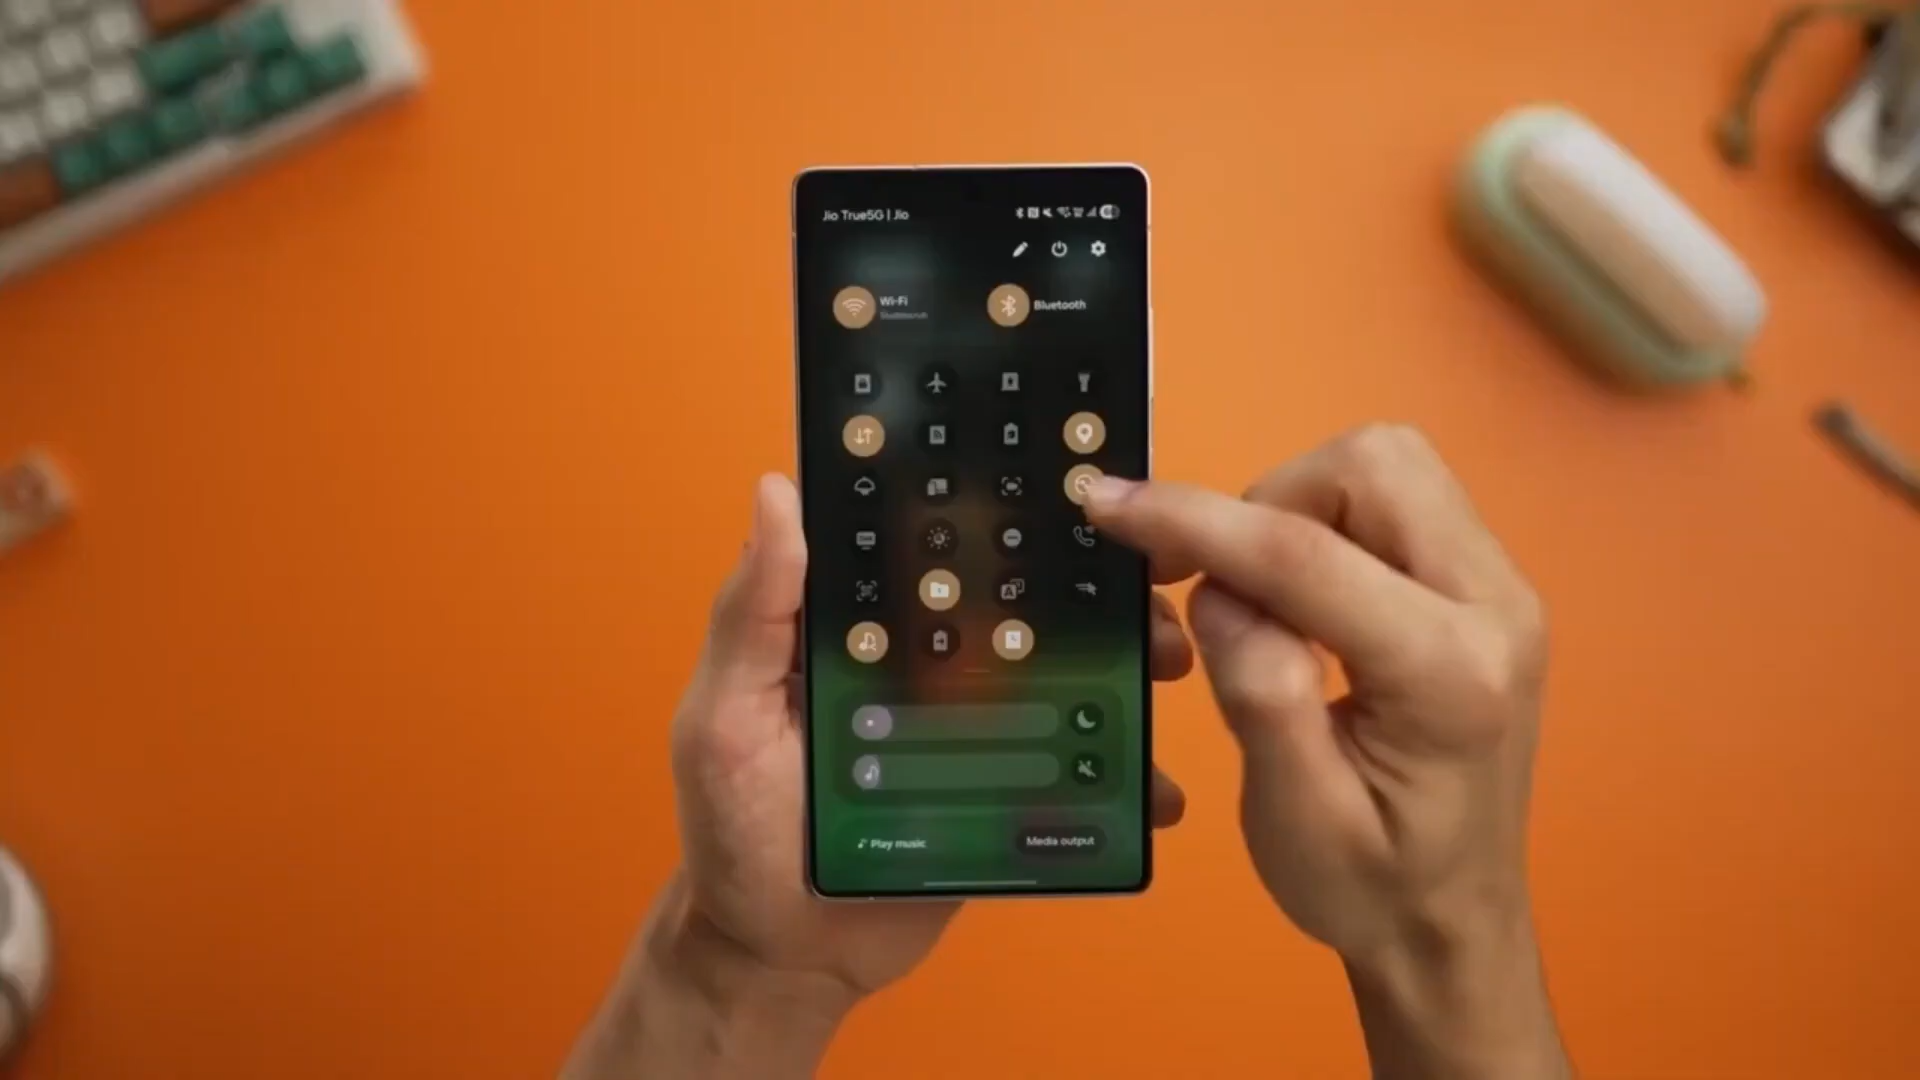 Jio True5G | Jio
Wi-Fi
Bluetooth
Play music
Media output